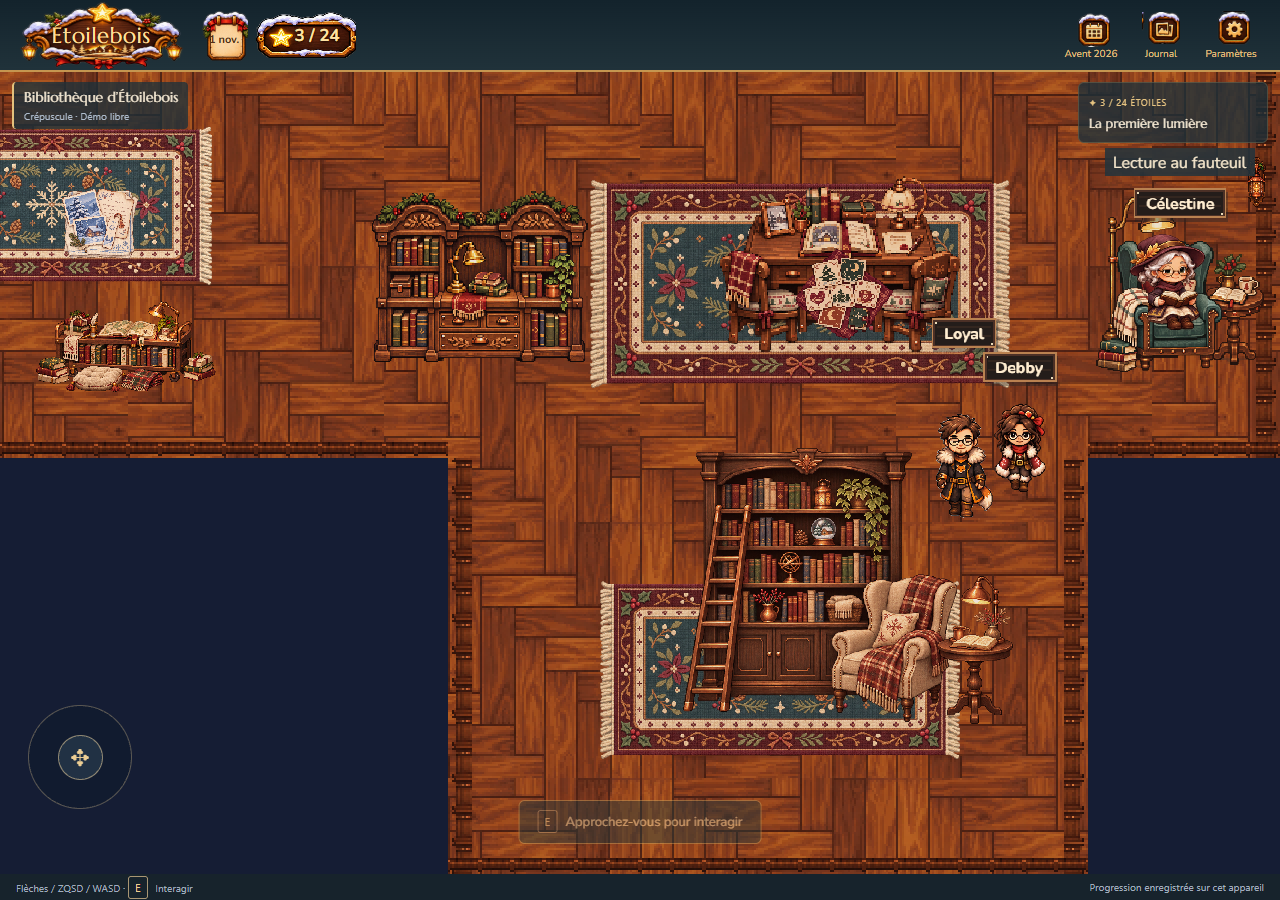 Étoilebois
1 nov.
3 / 24
Avent 2026
Journal
Paramètres
Bibliothèque d'Étoilebois
Crépuscule · Démo libre
✦ 3 / 24 ÉTOILES
La première lumière
Lecture au fauteuil
Célestine
Loyal
Debby
E Approchez-vous pour interagir
Flèches / ZQSD / WASD · E Interagir
Progression enregistrée sur cet appareil